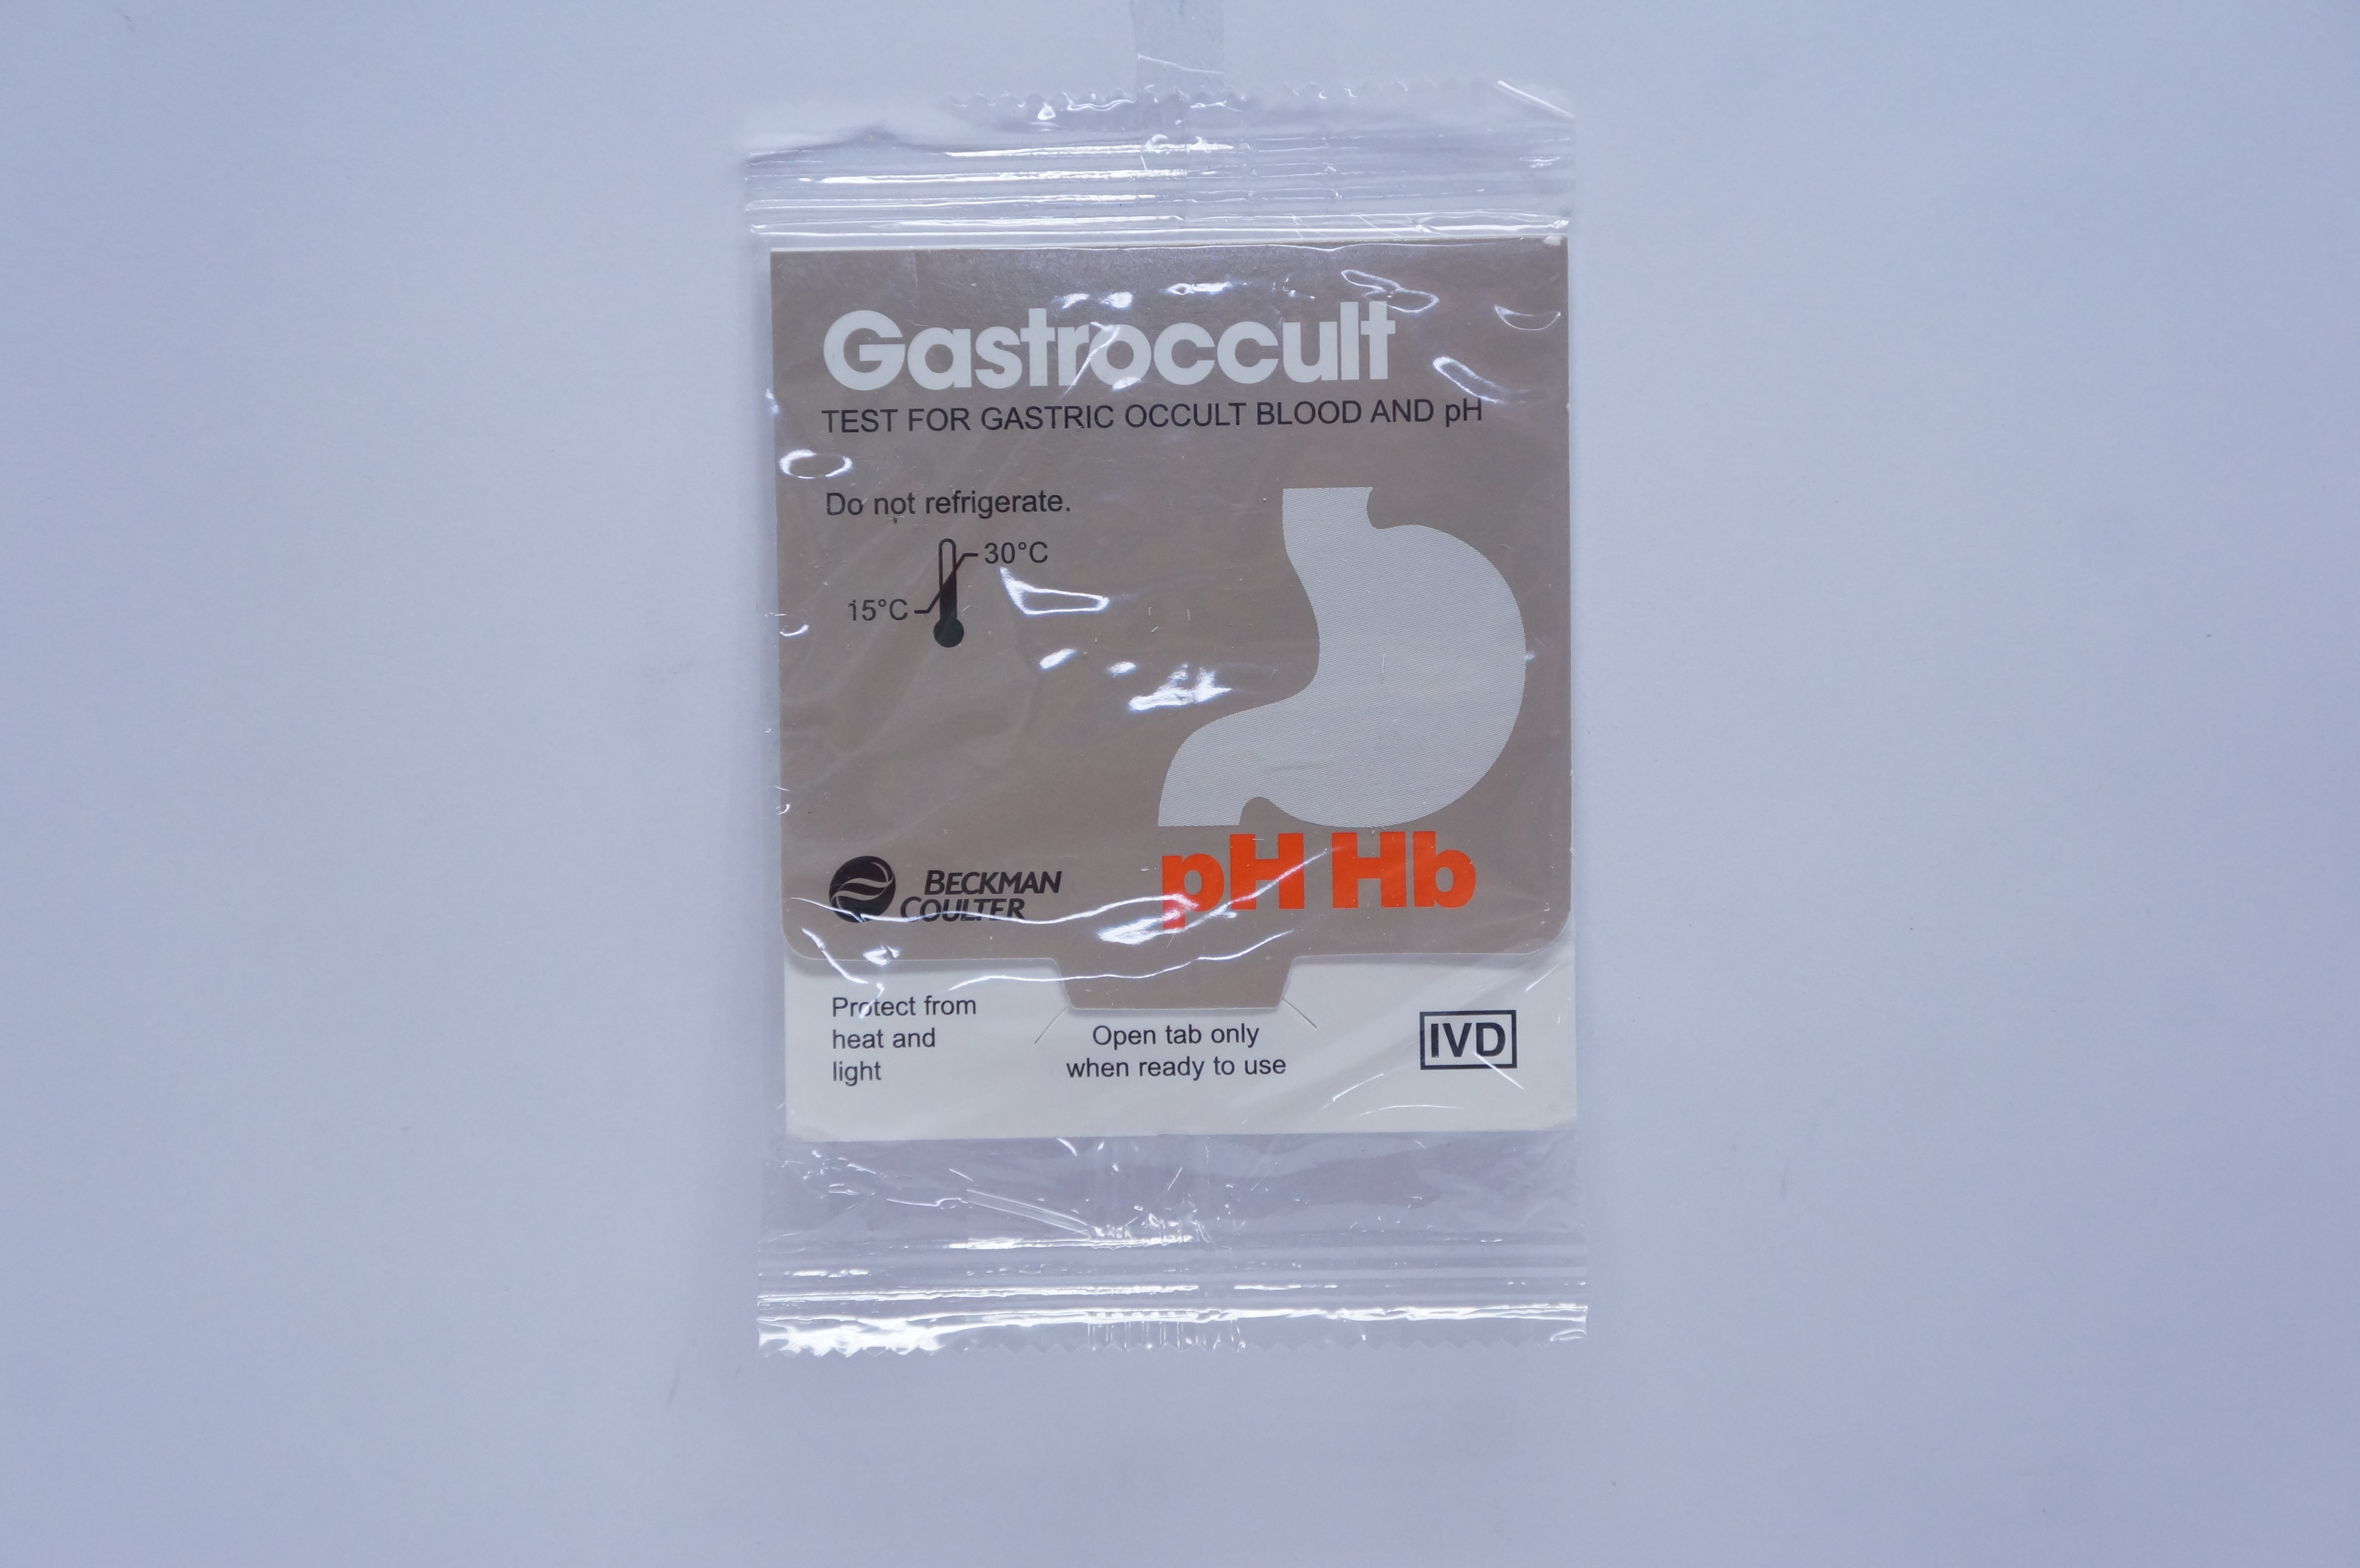 Gastroccult
TEST FOR GASTRIC OCCULT BLOOD AND pH
Do not refrigerate.
30°C
15°C
pH Hb
BECKMAN
COULTER
Protect from
heat and
light
Open tab only
when ready to use
IVD